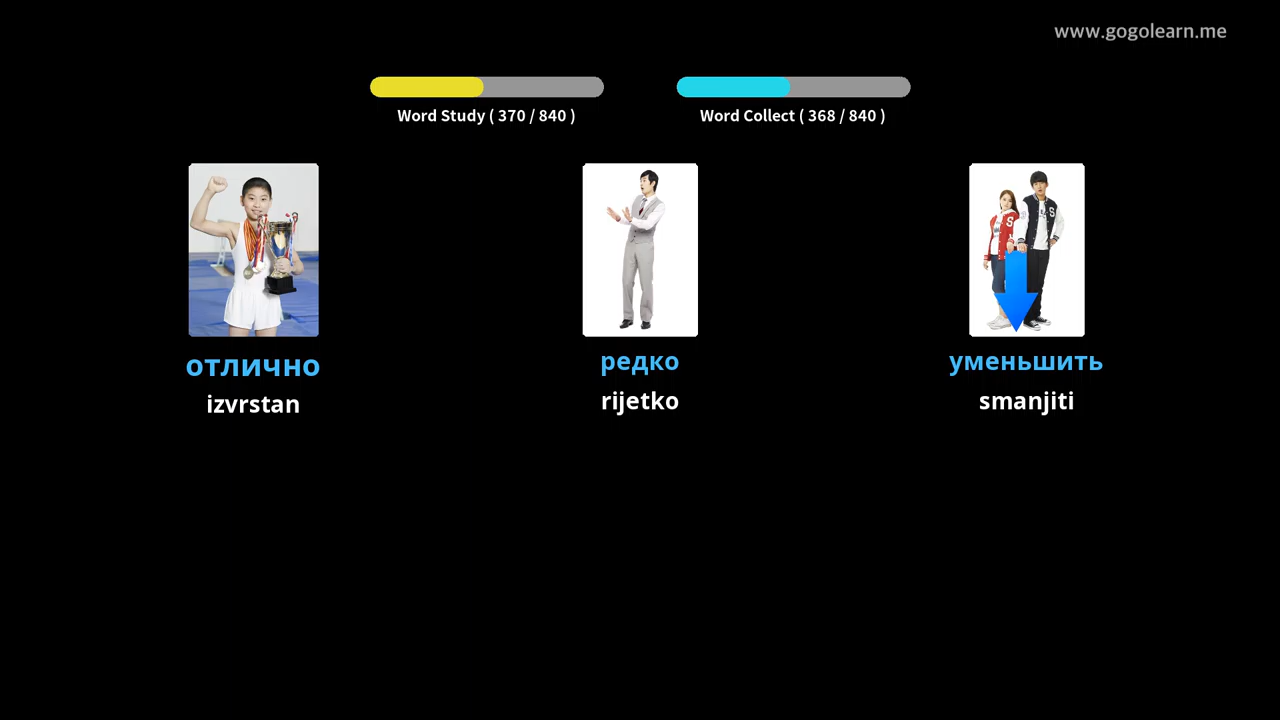 www.gogolearn.me
Word Study ( 370 / 840 )
Word Collect ( 368 / 840 )
отлично
izvrstan
редко
rijetko
уменьшить
smanjiti